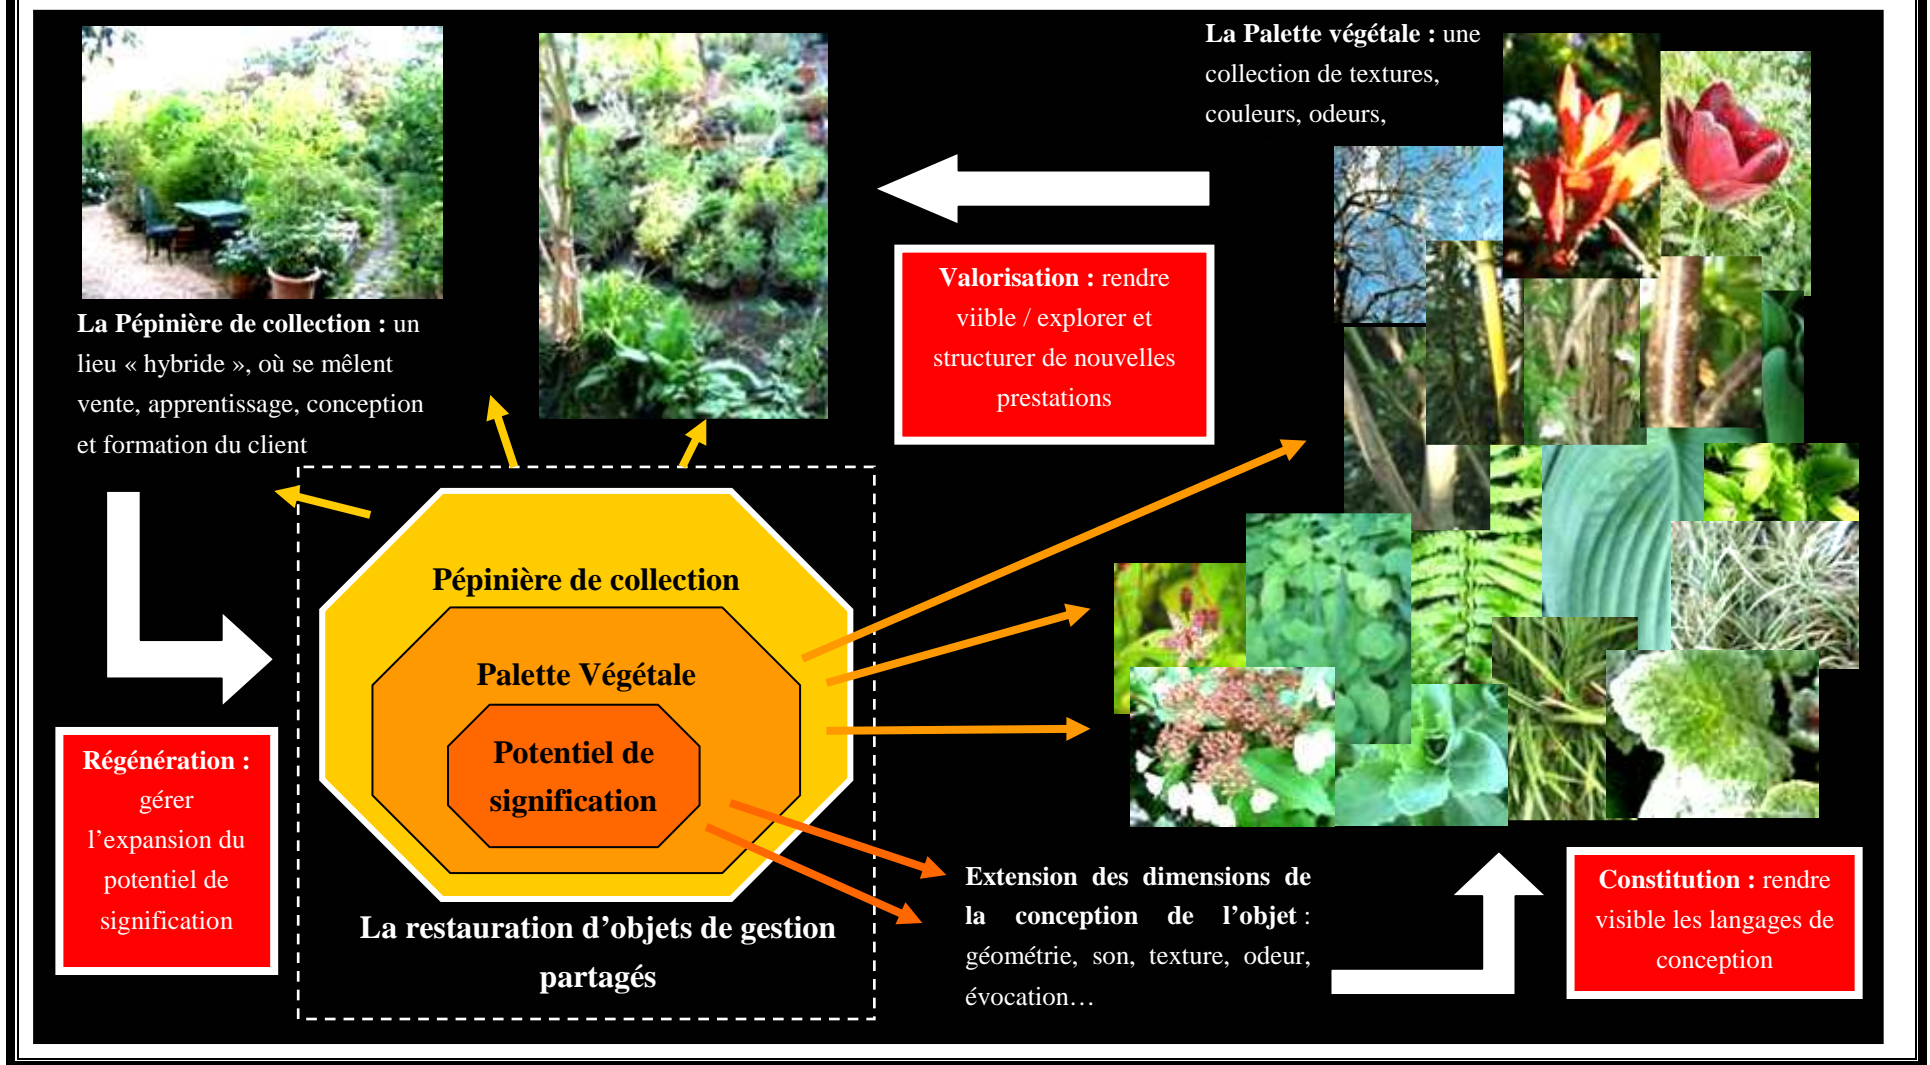 La Palette végétale : une
collection de textures,
couleurs, odeurs,
Valorisation : rendre
viible / explorer et
structurer de nouvelles
prestations
La Pépinière de collection : un
lieu « hybride », où se mêlent
vente, apprentissage, conception
et formation du client
Pépinière de collection
Palette Végétale
Potentiel de
signification
La restauration d’objets de gestion
partagés
Régénération :
gérer
l’expansion du
potentiel de
signification
Extension des dimensions de
la conception de l’objet :
géométrie, son, texture, odeur,
évocation…
Constitution : rendre
visible les langages de
conception